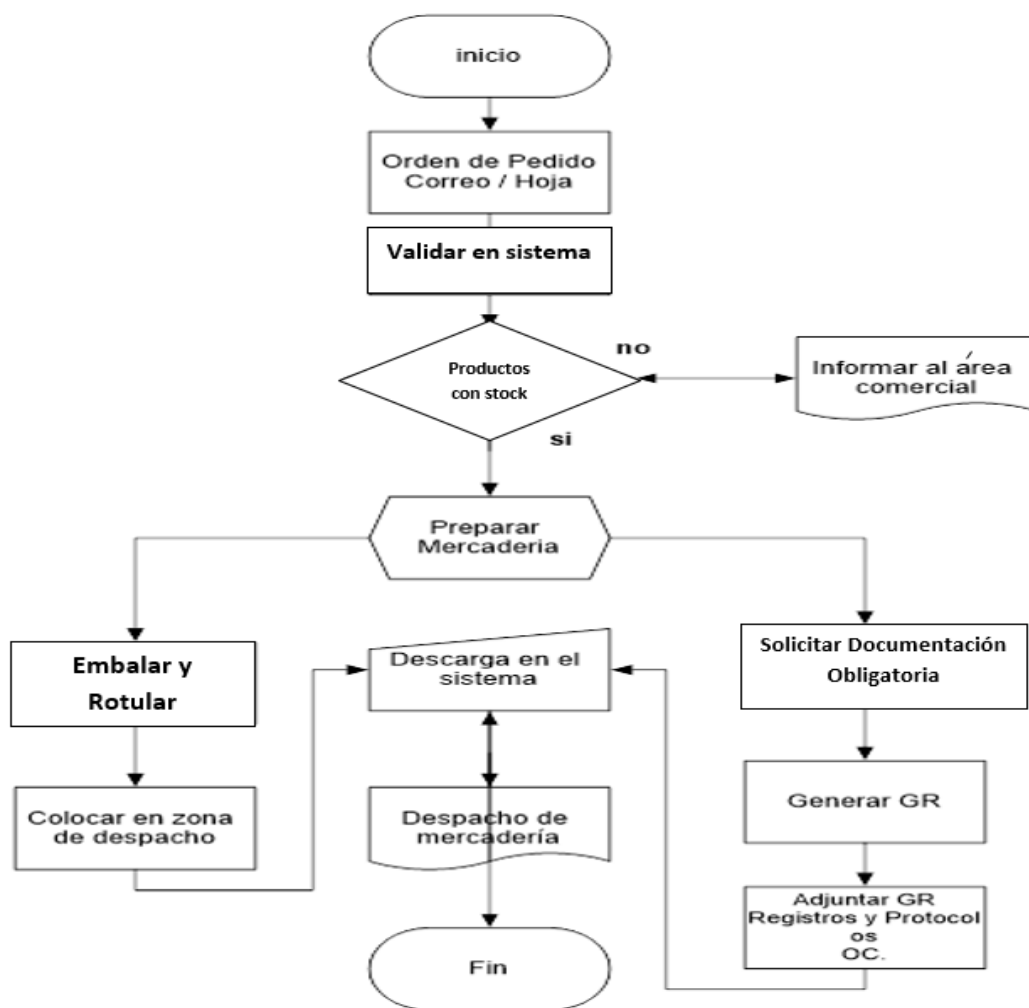 inicio
Orden de Pedido
Correo / Hoja
Validar en sistema
Productos
con stock
no
Informar al área
comercial
si
Preparar
Mercaderia
Embalar y
Rotular
Descarga en el
sistema
Solicitar Documentación
Obligatoria
Colocar en zona
de despacho
Despacho de
mercadería
Generar GR
Adjuntar GR
Registros y Protocol
os
OC.
Fin